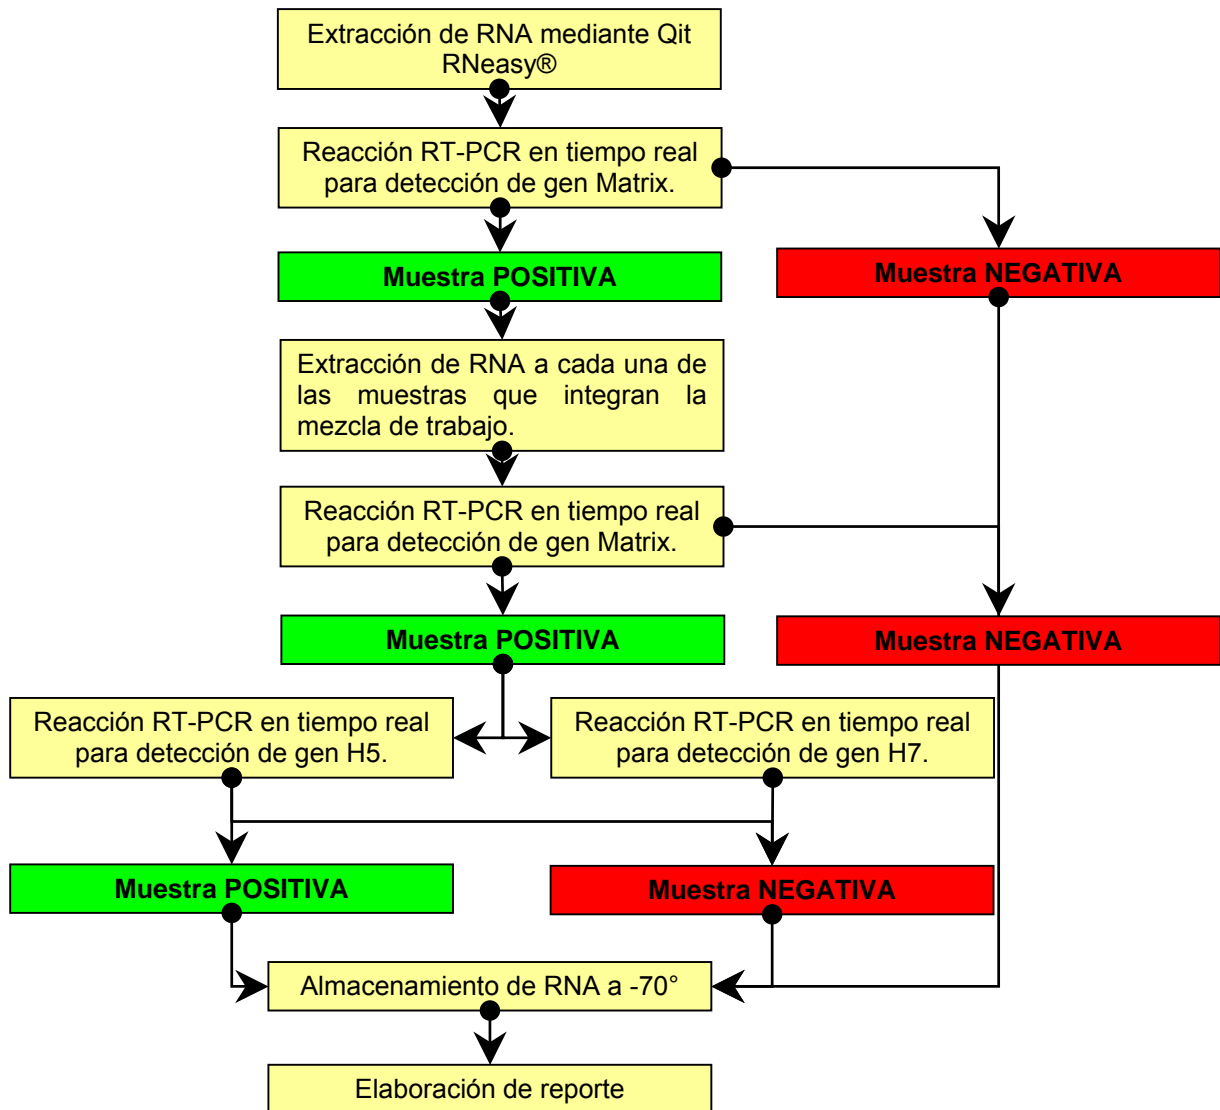 Extracción de RNA mediante Qit
RNeasy®
Reacción RT-PCR en tiempo real
para detección de gen Matrix.
Muestra POSITIVA
Muestra NEGATIVA
Extracción de RNA a cada una de
las muestras que integran la
mezcla de trabajo.
Reacción RT-PCR en tiempo real
para detección de gen Matrix.
Muestra POSITIVA
Muestra NEGATIVA
Reacción RT-PCR en tiempo real
para detección de gen H5.
Reacción RT-PCR en tiempo real
para detección de gen H7.
Muestra POSITIVA
Muestra NEGATIVA
Almacenamiento de RNA a -70°
Elaboración de reporte